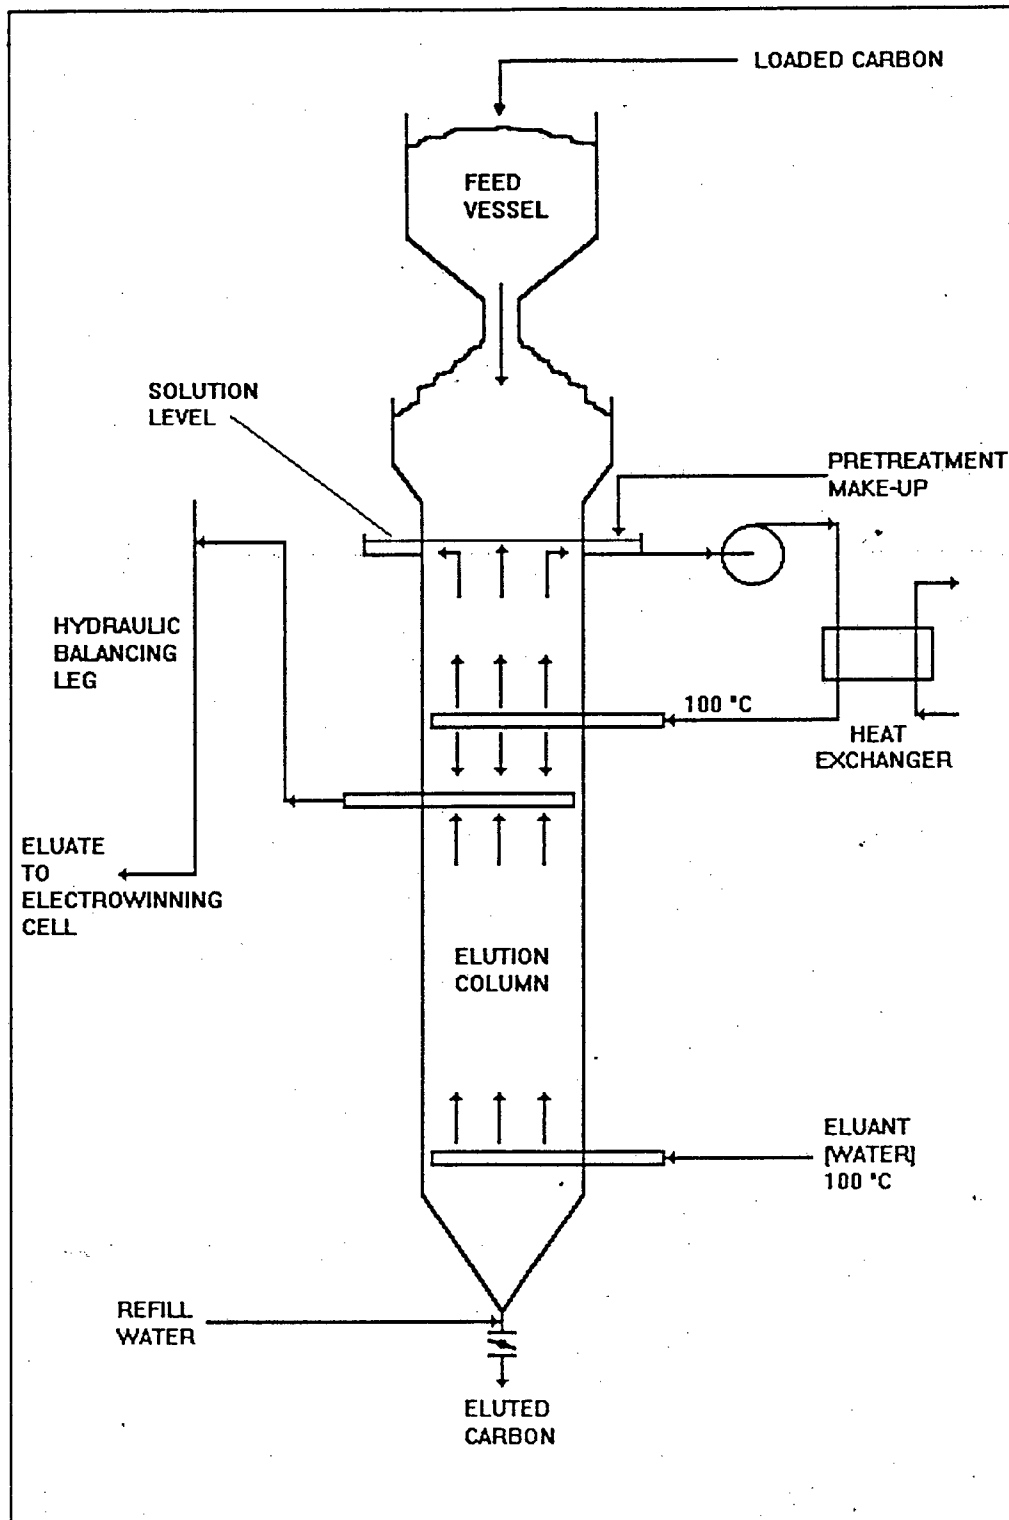 LOADED CARBON
FEED
VESSEL
SOLUTION
LEVEL
PRETREATMENT
MAKE-UP
HYDRAULIC
BALANCING
LEG
100 °C
HEAT
EXCHANGER
ELUATE
TO
ELECTROWINNING
CELL
ELUTION
COLUMN
ELUANT
[WATER]
100 °C
REFILL
WATER
ELUTED
CARBON